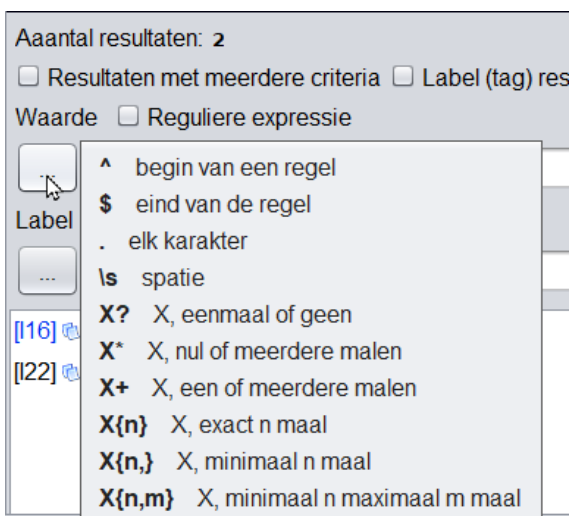 Aaantal resultaten: 2
Resultaten met meerdere criteria Label (tag) res
Waarde Reguliere expressie
...
^ begin van een regel
$ eind van de regel
Label
. elk karakter
...
\s spatie
X? X, eenmaal of geen
[l16]
X* X, nul of meerdere malen
[l22]
X+ X, een of meerdere malen
X{n} X, exact n maal
X{n,} X, minimaal n maal
X{n,m} X, minimaal n maximaal m maal